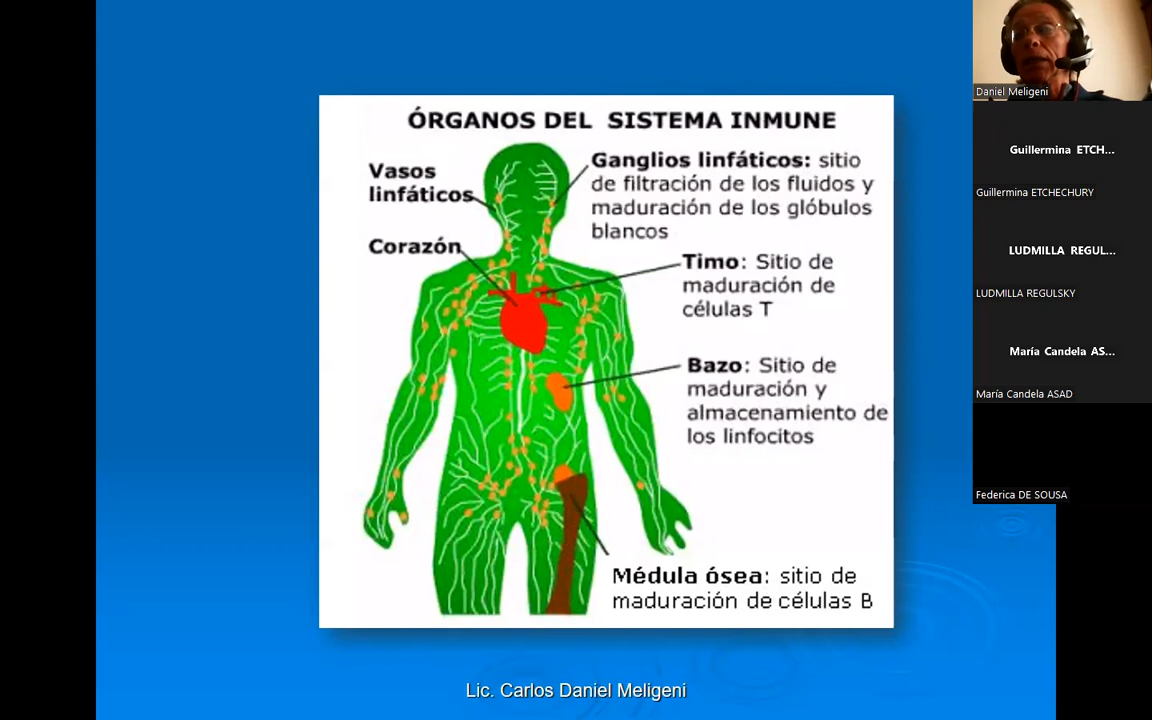 ÓRGANOS DEL SISTEMA INMUNE
Vasos
linfáticos
Corazón
Ganglios linfáticos: sitio
de filtración de los fluidos y
maduración de los glóbulos
blancos
Timo: Sitio de
maduración de
células T
Bazo: Sitio de
maduración y
almacenamiento de
los linfocitos
Médula ósea: sitio de
maduración de células B
Lic. Carlos Daniel Meligeni
Daniel Meligeni
Guillermina ETCH...
Guillermina ETCHECHURY
LUDMILLA REGUL...
LUDMILLA REGULSKY
María Candela AS...
María Candela ASAD
Federica DE SOUSA